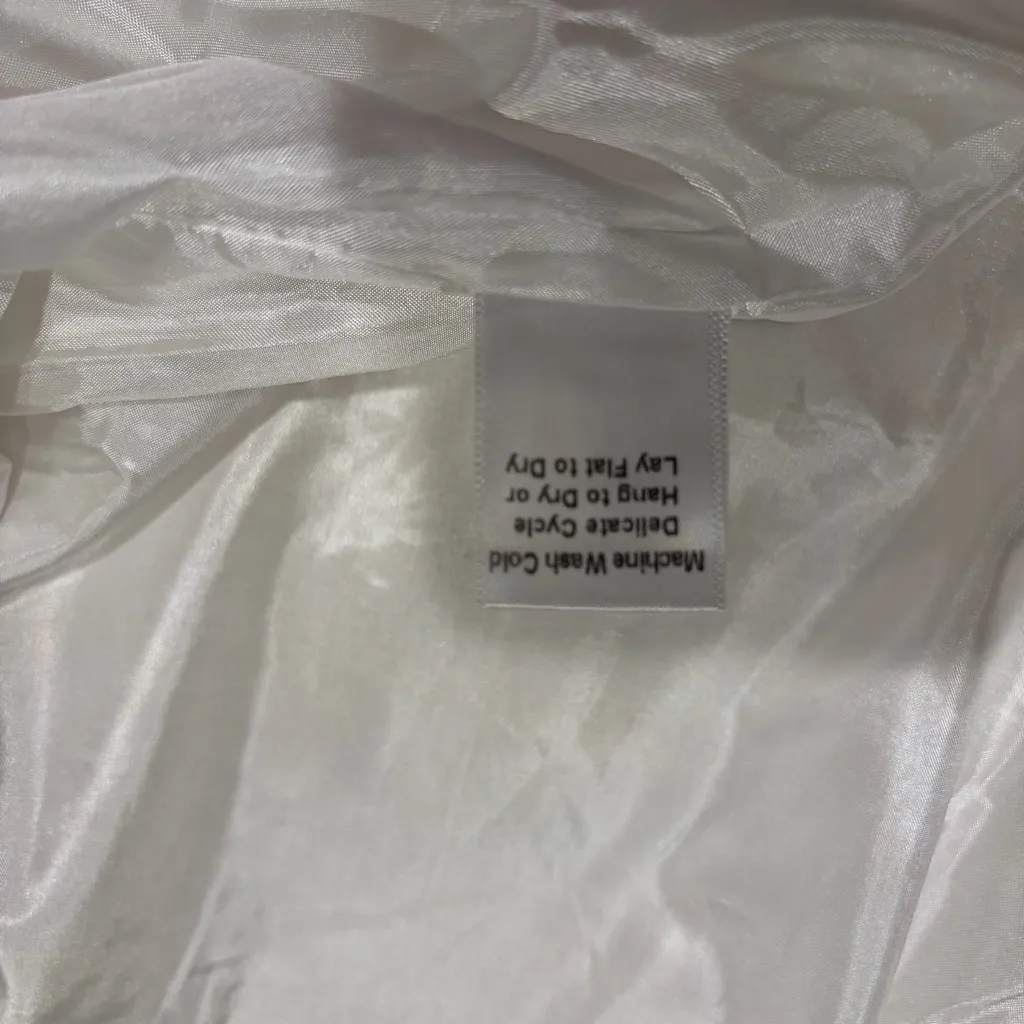 Machine Wash Cold
Delicate Cycle
Hang to Dry or
Lay Flat to Dry